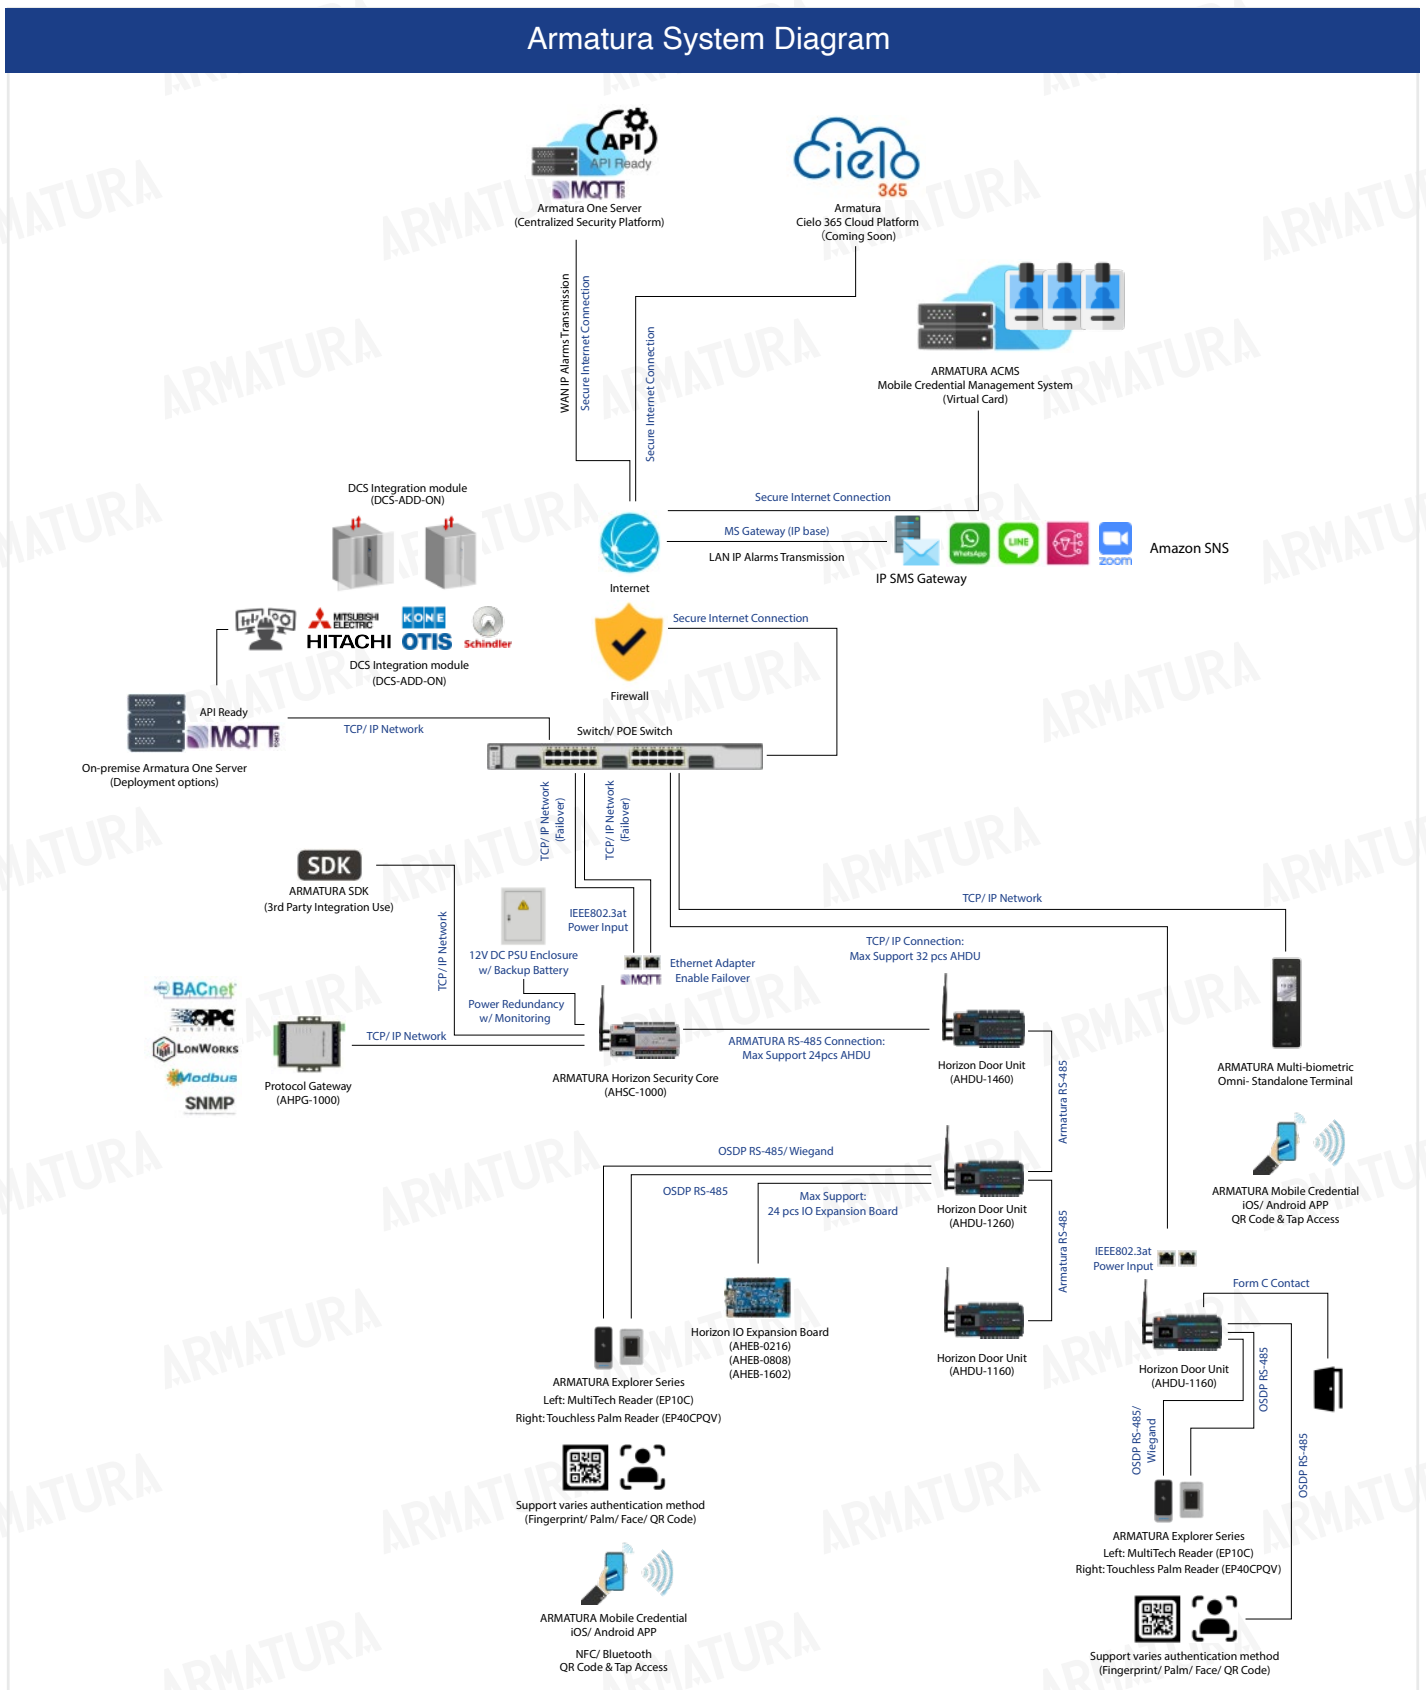 Armatura System Diagram
API
API Ready
MQTT
Armatura One Server
(Centralized Security Platform)
Cielo
365
Armatura
Cielo 365 Cloud Platform
(Coming Soon)
WAN IP Alarms Transmission
Secure Internet Connection
Secure Internet Connection
ARMATURA ACMS
Mobile Credential Management System
(Virtual Card)
DCS Integration module
(DCS-ADD-ON)
Secure Internet Connection
MS Gateway (IP base)
LAN IP Alarms Transmission
Internet
WhatsApp
LINE
zoom
Amazon SNS
IP SMS Gateway
MITSUBISHI
ELECTRIC
KONE
HITACHI
OTIS
Schindler
DCS Integration module
(DCS-ADD-ON)
Secure Internet Connection
Firewall
API Ready
MQTT
On-premise Armatura One Server
(Deployment options)
TCP/ IP Network
Switch/ POE Switch
TCP/ IP Network
(Failover)
TCP/ IP Network
(Failover)
SDK
ARMATURA SDK
(3rd Party Integration Use)
TCP/ IP Network
IEEE802.3at
Power Input
12V DC PSU Enclosure
w/ Backup Battery
Ethernet Adapter
Enable Failover
MQTT
Power Redundancy
w/ Monitoring
TCP/ IP Network
TCP/ IP Connection:
Max Support 32 pcs AHDU
BACnet
OPC
FOUNDATION
LONWORKS
Modbus
SNMP
TCP/ IP Network
Protocol Gateway
(AHPG-1000)
ARMATURA Horizon Security Core
(AHSC-1000)
ARMATURA RS-485 Connection:
Max Support 24pcs AHDU
Horizon Door Unit
(AHDU-1460)
Armatura RS-485
ARMATURA Multi-biometric
Omni- Standalone Terminal
OSDP RS-485/ Wiegand
OSDP RS-485
Max Support:
24 pcs IO Expansion Board
Horizon Door Unit
(AHDU-1260)
Armatura RS-485
ARMATURA Mobile Credential
iOS/ Android APP
QR Code & Tap Access
IEEE802.3at
Power Input
Form C Contact
Horizon IO Expansion Board
(AHEB-0216)
(AHEB-0808)
(AHEB-1602)
Horizon Door Unit
(AHDU-1160)
Horizon Door Unit
(AHDU-1160)
ARMATURA Explorer Series
Left: MultiTech Reader (EP10C)
Right: Touchless Palm Reader (EP40CPQV)
OSDP RS-485/
Wiegand
OSDP RS-485
OSDP RS-485
Support varies authentication method
(Fingerprint/ Palm/ Face/ QR Code)
ARMATURA Explorer Series
Left: MultiTech Reader (EP10C)
Right: Touchless Palm Reader (EP40CPQV)
ARMATURA Mobile Credential
iOS/ Android APP
NFC/ Bluetooth
QR Code & Tap Access
Support varies authentication method
(Fingerprint/ Palm/ Face/ QR Code)
ARMATURA